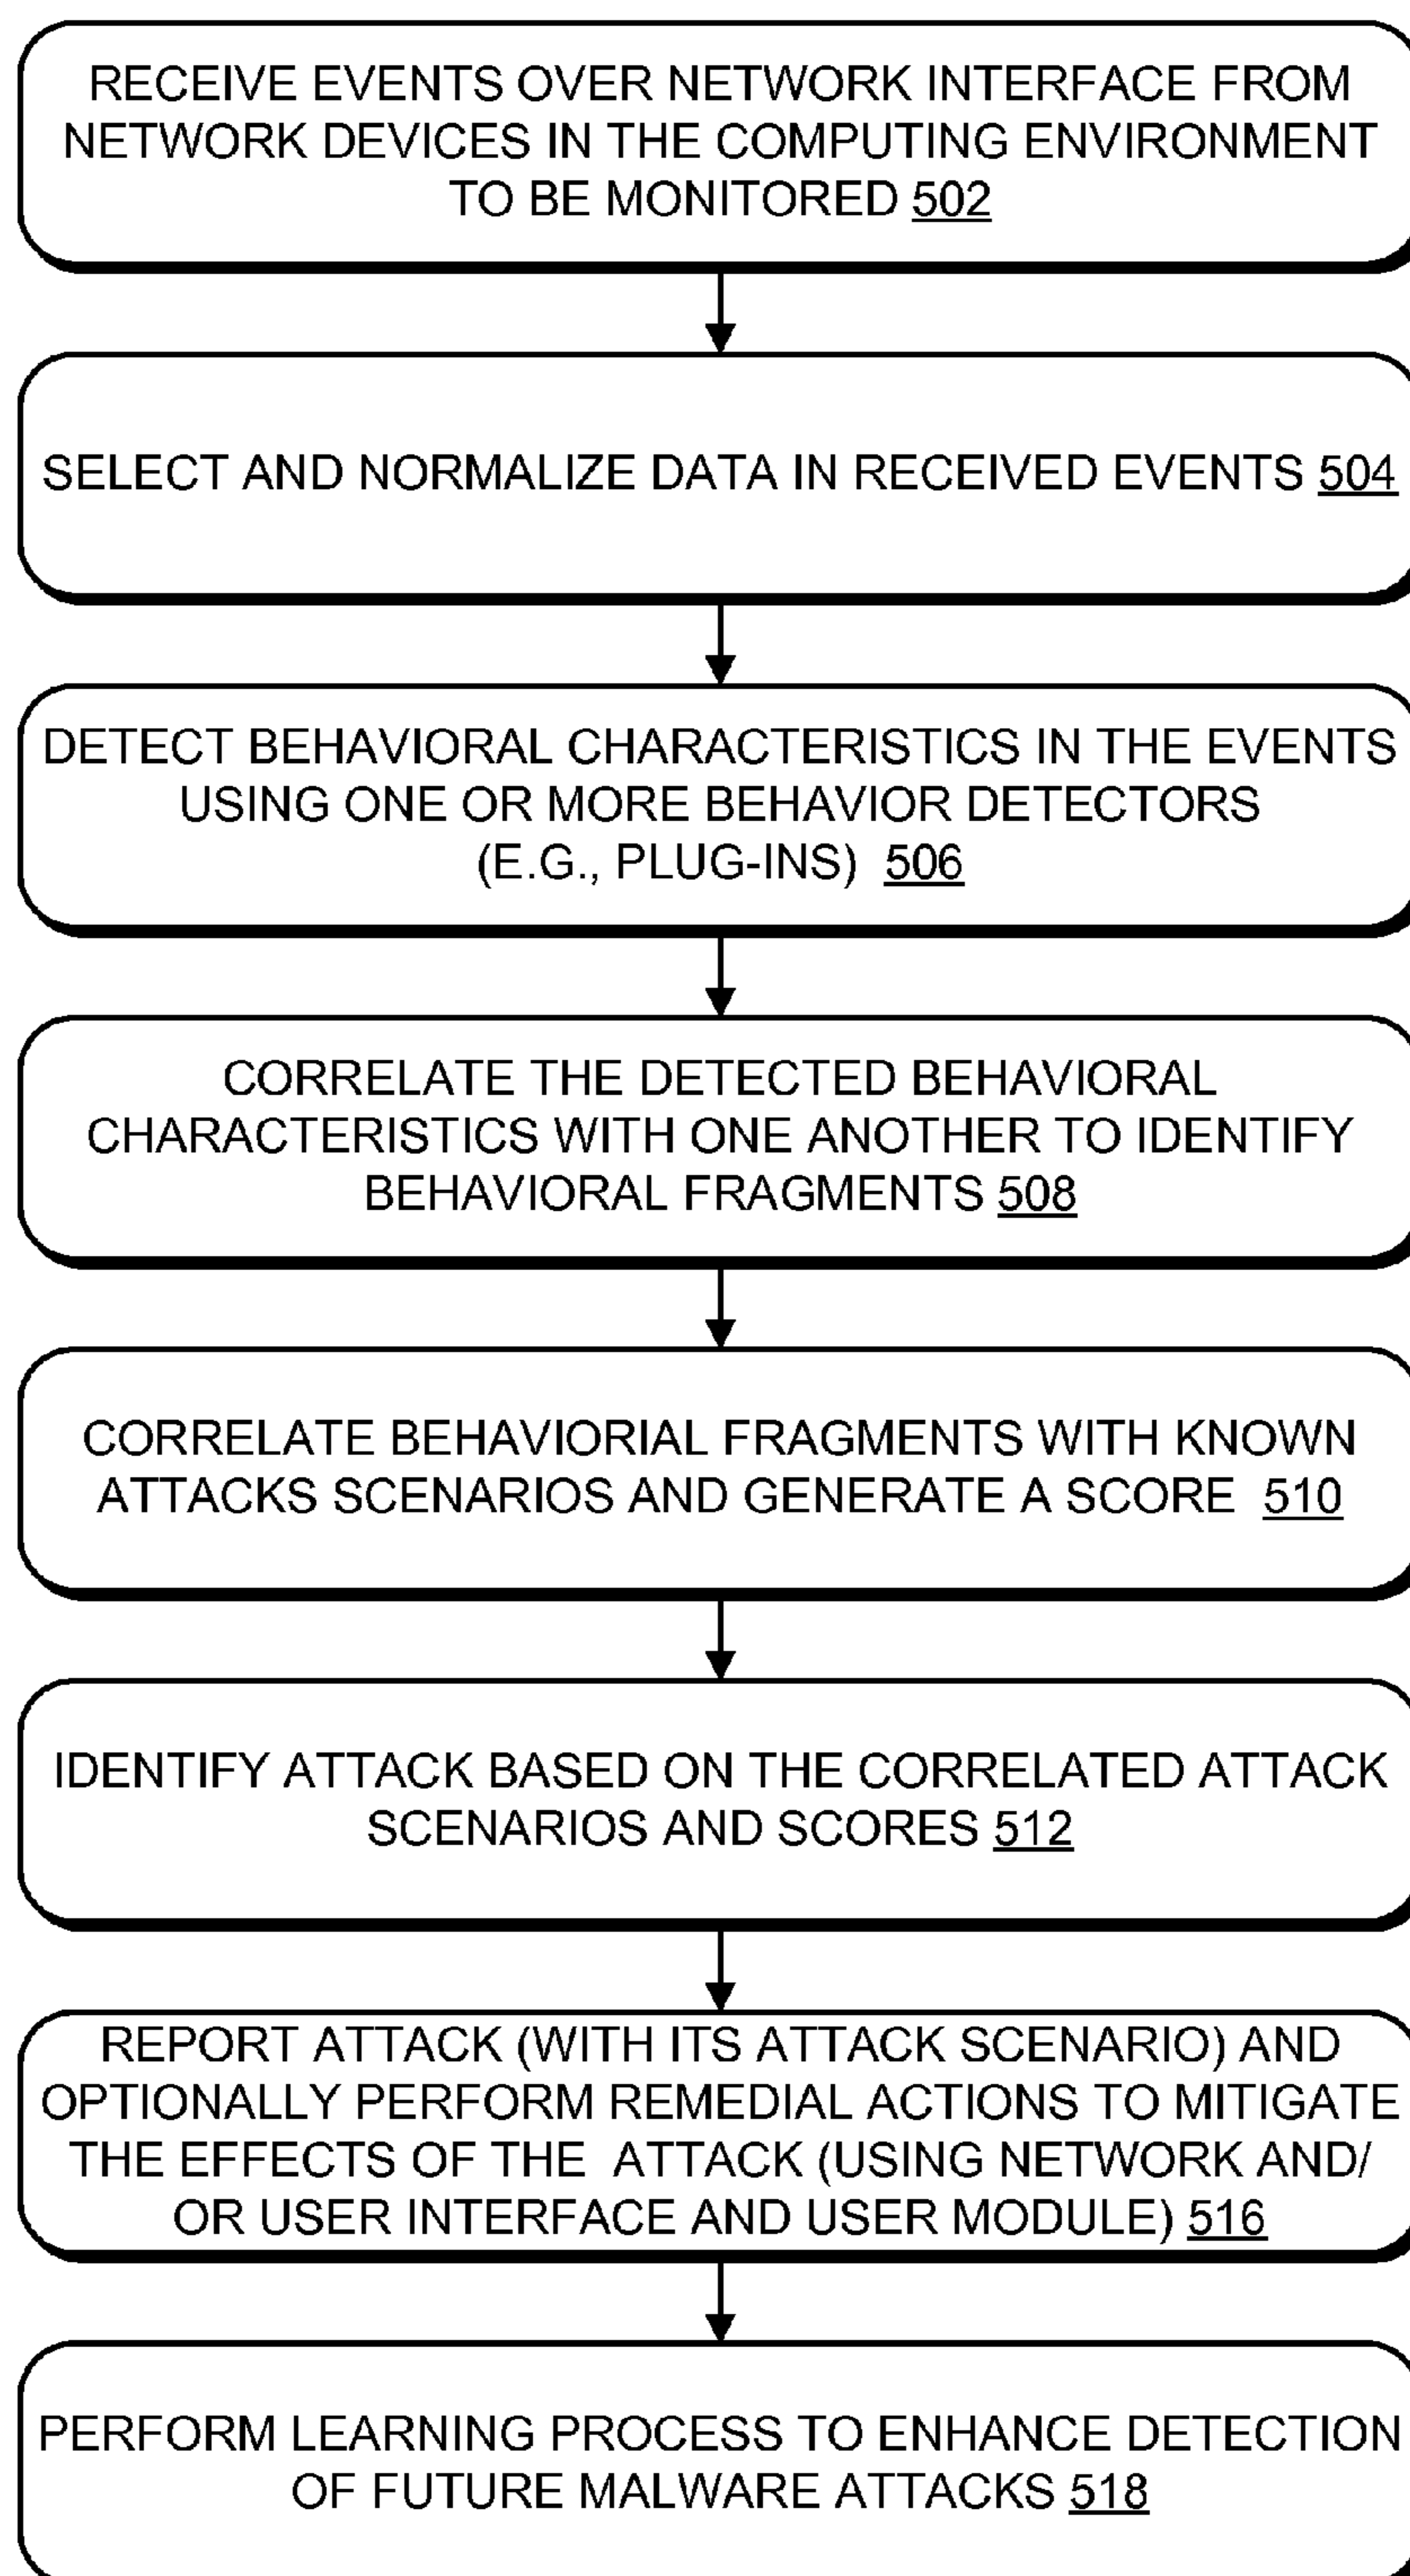 RECEIVE EVENTS OVER NETWORK INTERFACE FROM
NETWORK DEVICES IN THE COMPUTING ENVIRONMENT
TO BE MONITORED 502
SELECT AND NORMALIZE DATA IN RECEIVED EVENTS 504
DETECT BEHAVIORAL CHARACTERISTICS IN THE EVENTS
USING ONE OR MORE BEHAVIOR DETECTORS
(E.G., PLUG-INS) 506
CORRELATE THE DETECTED BEHAVIORAL
CHARACTERISTICS WITH ONE ANOTHER TO IDENTIFY
BEHAVIORAL FRAGMENTS 508
CORRELATE BEHAVIORIAL FRAGMENTS WITH KNOWN
ATTACKS SCENARIOS AND GENERATE A SCORE 510
IDENTIFY ATTACK BASED ON THE CORRELATED ATTACK
SCENARIOS AND SCORES 512
REPORT ATTACK (WITH ITS ATTACK SCENARIO) AND
OPTIONALLY PERFORM REMEDIAL ACTIONS TO MITIGATE
THE EFFECTS OF THE ATTACK (USING NETWORK AND/
OR USER INTERFACE AND USER MODULE) 516
PERFORM LEARNING PROCESS TO ENHANCE DETECTION
OF FUTURE MALWARE ATTACKS 518